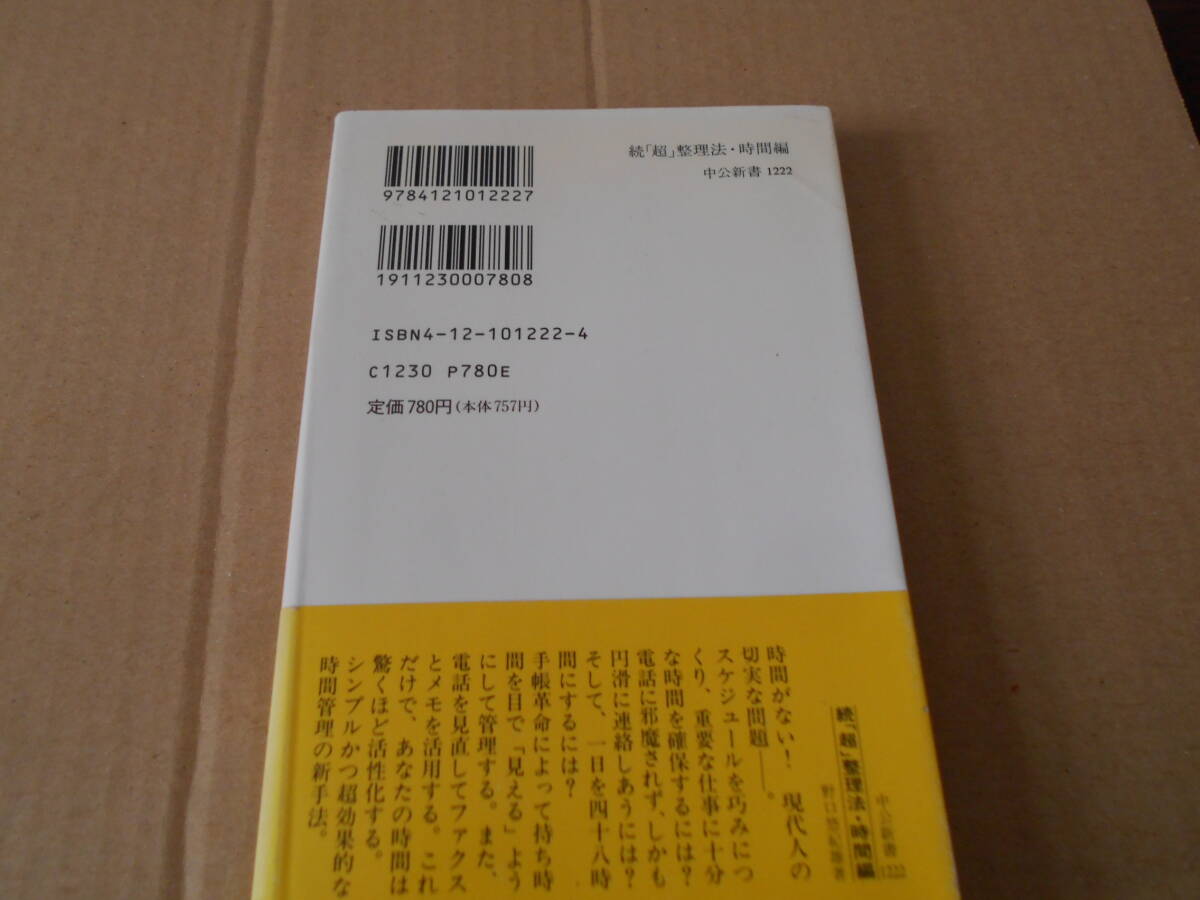 続「超」整理法・時間編
中公新書 1222
9784121012227
1911230007808
ISBN4-12-101222-4
C1230 P780E
定価780円(本体757円)
中公新書
1222
続「超」整理法・時間編
野口悠紀雄著
時間がない! 現代人の
切実な問題――。
スケジュールを巧みにつ
くり、重要な仕事に十分
な時間を確保するには?
電話に邪魔されず、しかも
円滑に連絡しあうには?
そして、一日を四十八時
間にするには?
手帳革命によって持ち時
間を目で「見える」よう
にして管理する。また、
電話を見直してファクス
とメモを活用する。これ
だけで、あなたの時間は
驚くほど活性化する。
シンプルかつ超効果的な
時間管理の新手法。